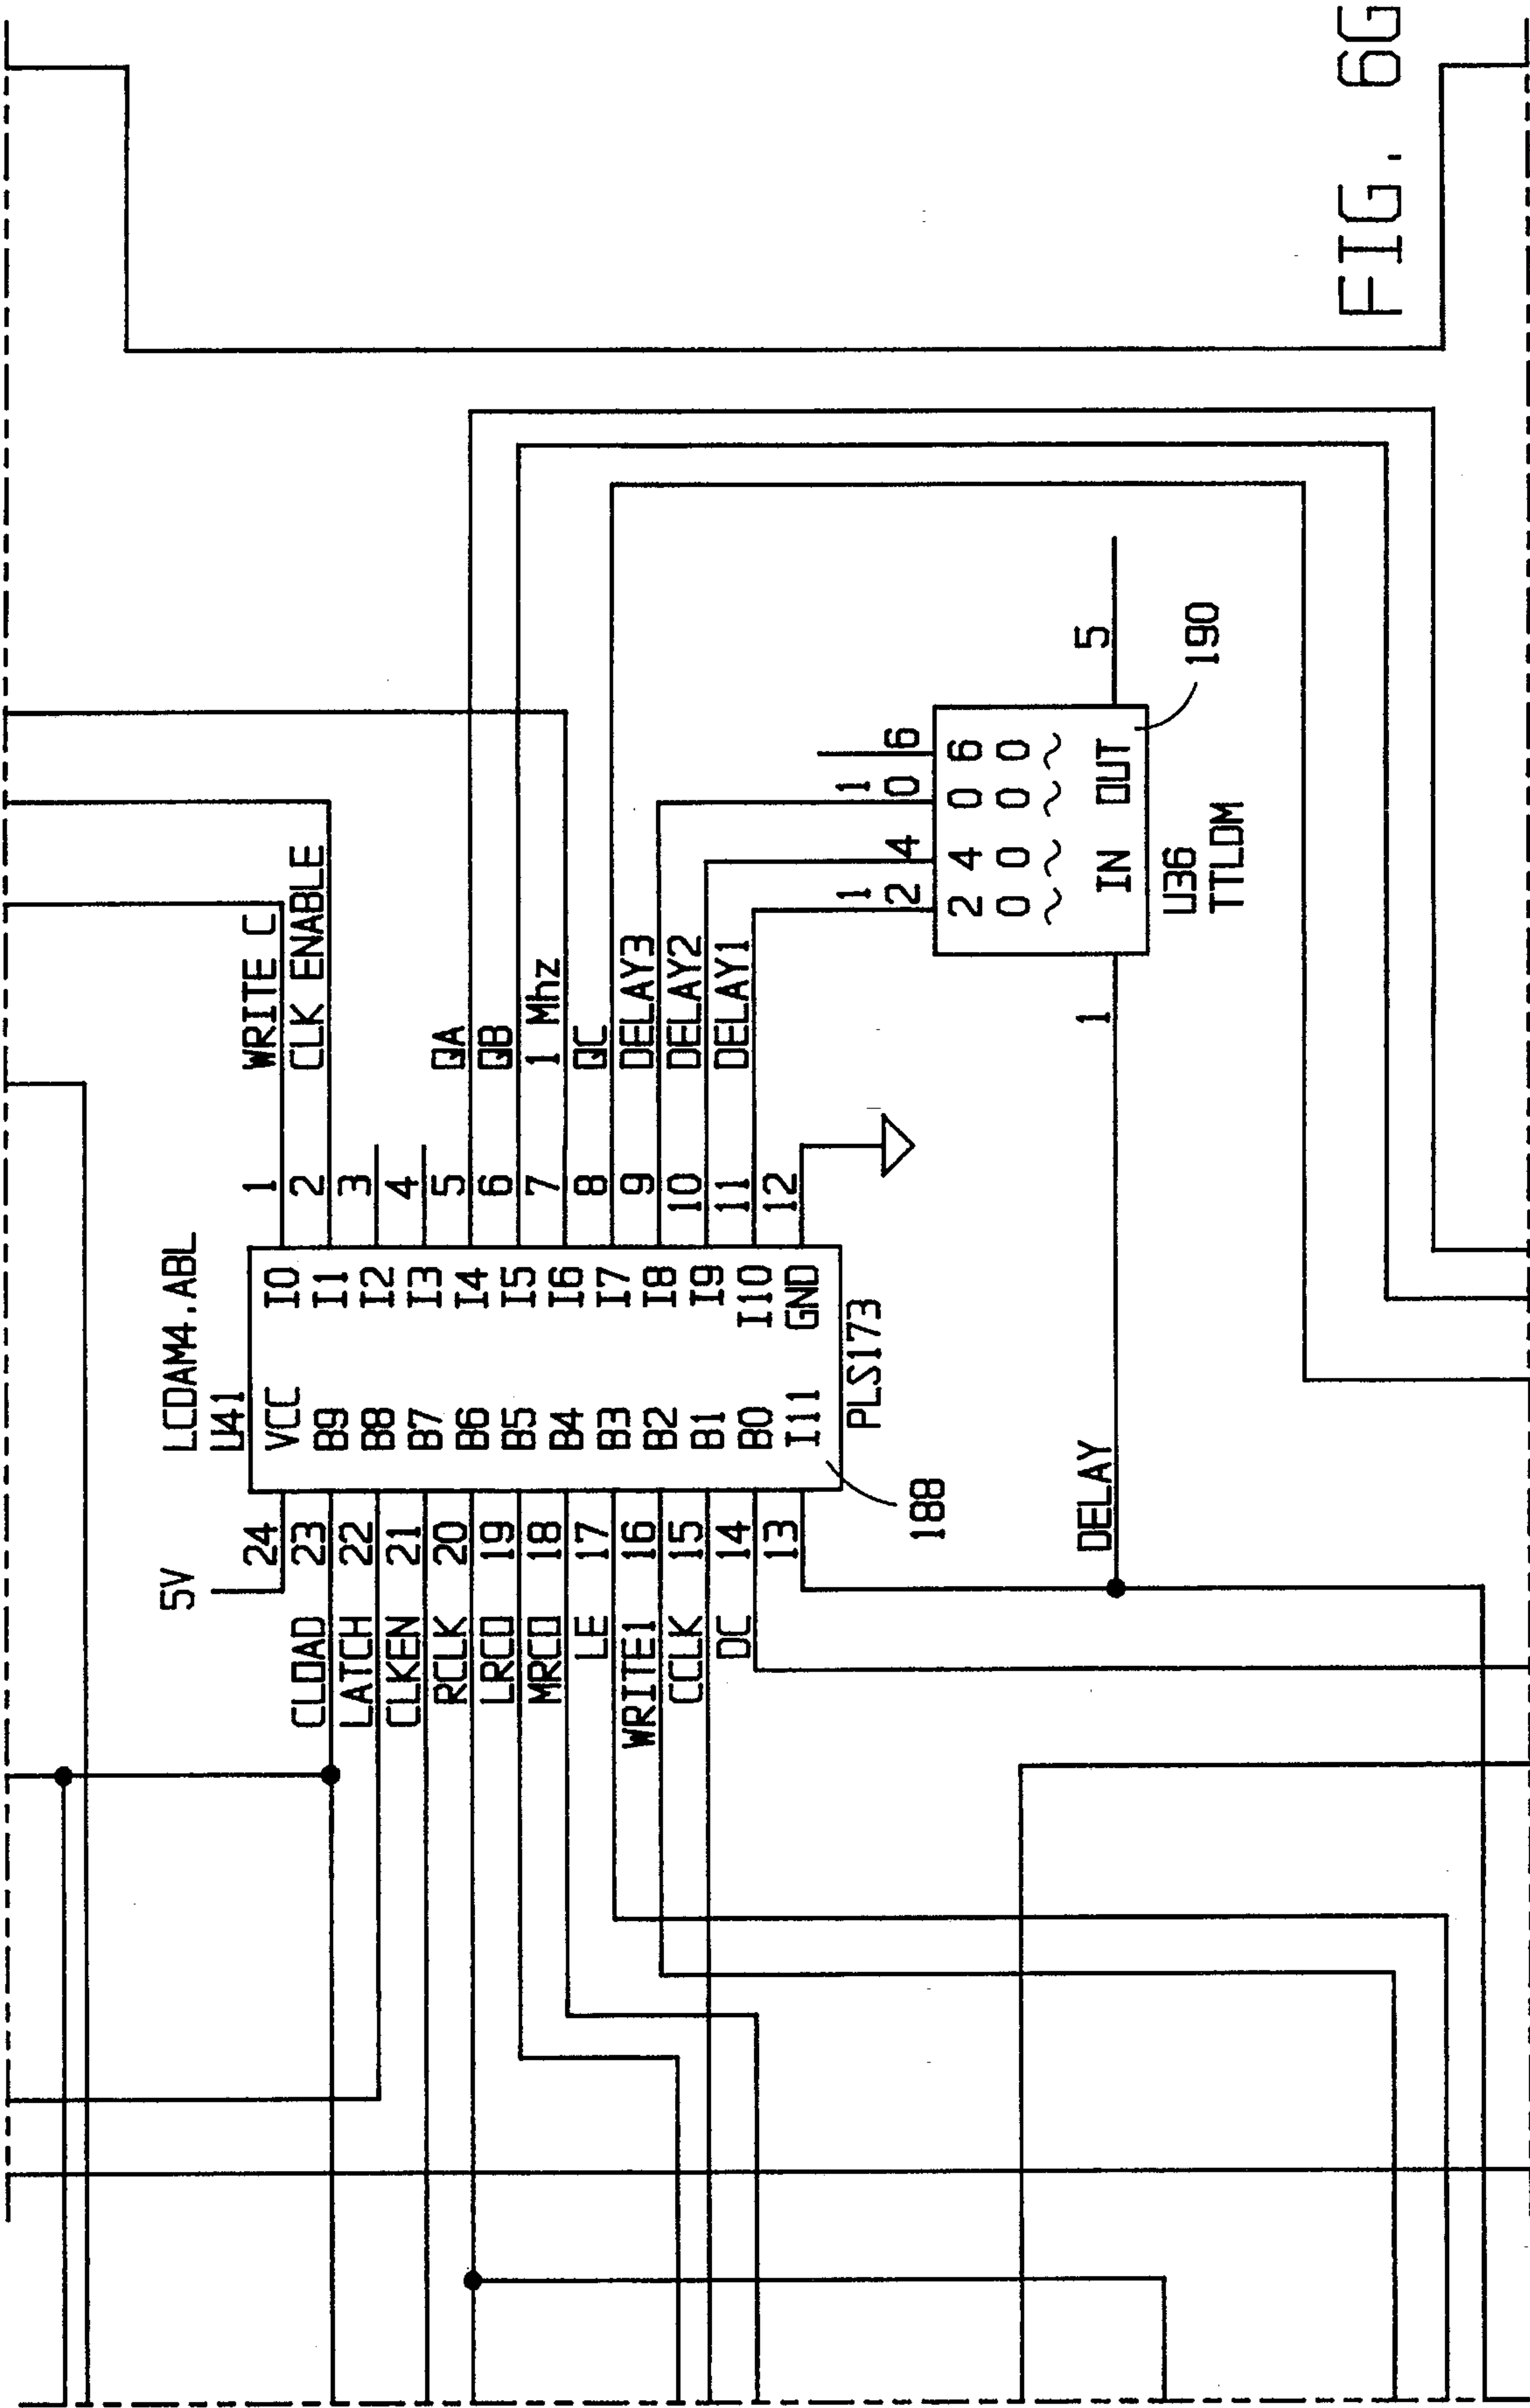 FIG. 6G
LCDAM4.ABL
U41
5V
24 VCC I0 1 WRITE C
CLOAD 23 B9 I1 2 CLK ENABLE
LATCH 22 B8 I2 3
CLKEN 21 B7 I3 4
RCLK 20 B6 I4 5 QA
LRCO 19 B5 I5 6 QB
MRCO 18 B4 I6 7 1 Mhz
LE 17 B3 I7 8 QC
WRITE1 16 B2 I8 9 DELAY3
CCLK 15 B1 I9 10 DELAY2
DC 14 B0 I10 11 DELAY1
13 I11 GND 12
PLS173
188
DELAY
1
1 1
2 4 0 6
2 4 0 6
0 0 0 0
~ ~ ~ ~
IN OUT
5
U36
TTLDM
190